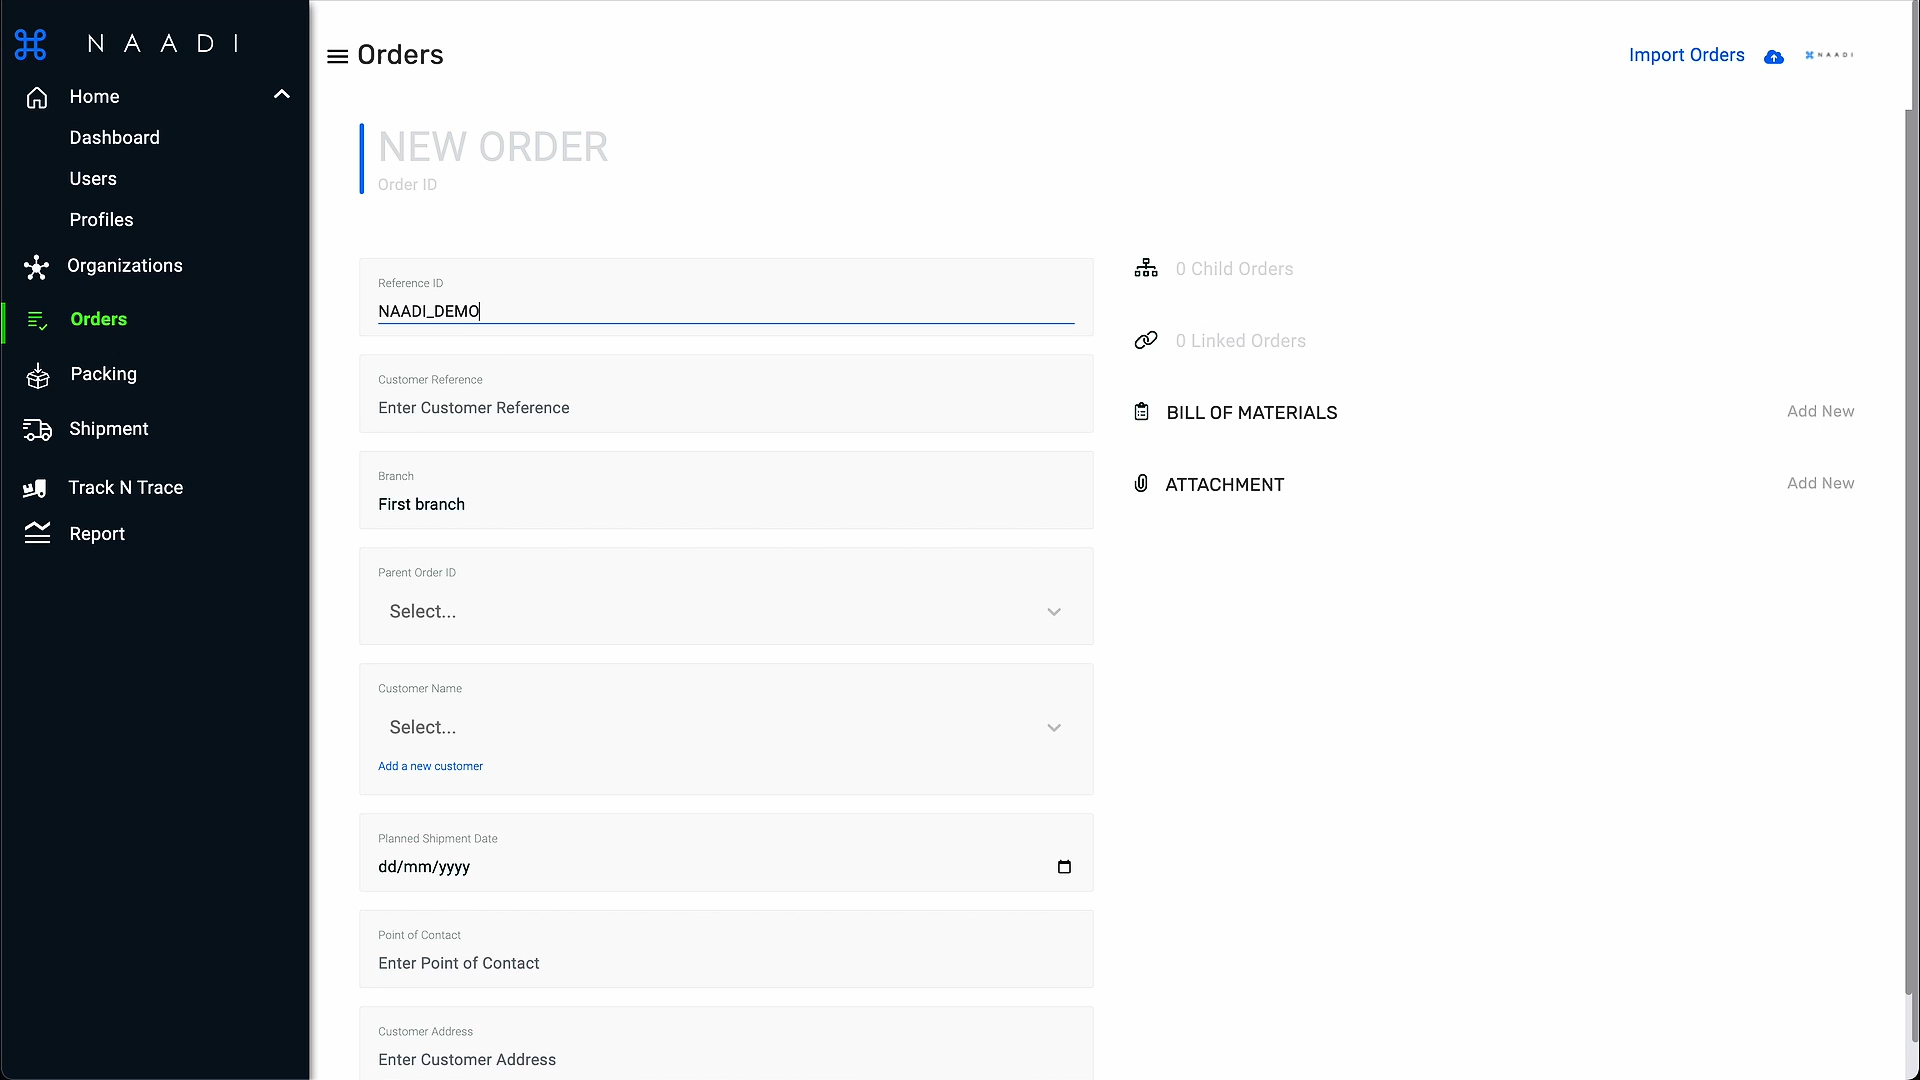 N A A D I
Home
Dashboard
Users
Profiles
Organizations
Orders
Packing
Shipment
Track N Trace
Report
Orders
Import Orders
N A A D I
NEW ORDER
Order ID
Reference ID
NAADI_DEMO
Customer Reference
Enter Customer Reference
Branch
First branch
Parent Order ID
Select...
Customer Name
Select...
Add a new customer
Planned Shipment Date
dd/mm/yyyy
Point of Contact
Enter Point of Contact
Customer Address
Enter Customer Address
0 Child Orders
0 Linked Orders
BILL OF MATERIALS
Add New
ATTACHMENT
Add New